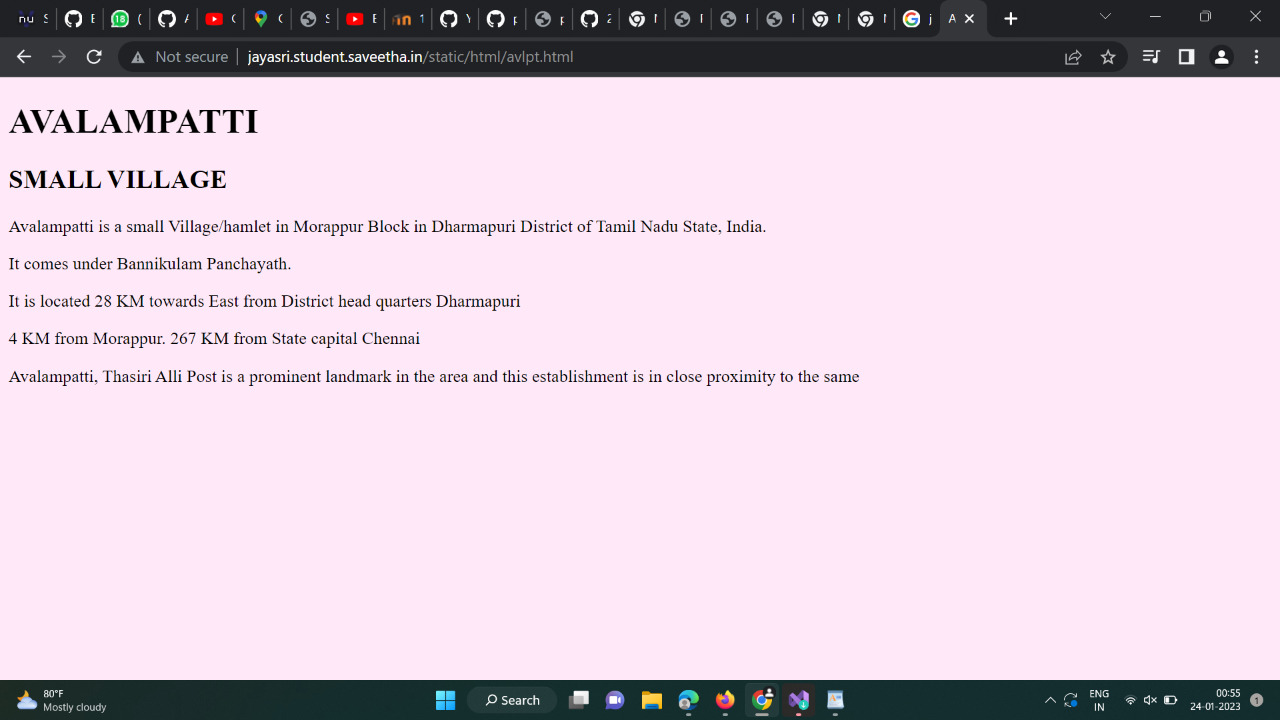 Not secure jayasri.student.saveetha.in/static/html/avlpt.html
AVALAMPATTI
SMALL VILLAGE
Avalampatti is a small Village/hamlet in Morappur Block in Dharmapuri District of Tamil Nadu State, India.
It comes under Bannikulam Panchayath.
It is located 28 KM towards East from District head quarters Dharmapuri
4 KM from Morappur. 267 KM from State capital Chennai
Avalampatti, Thasiri Alli Post is a prominent landmark in the area and this establishment is in close proximity to the same
80°F
Mostly cloudy
Search
ENG
IN
00:55
24-01-2023
1